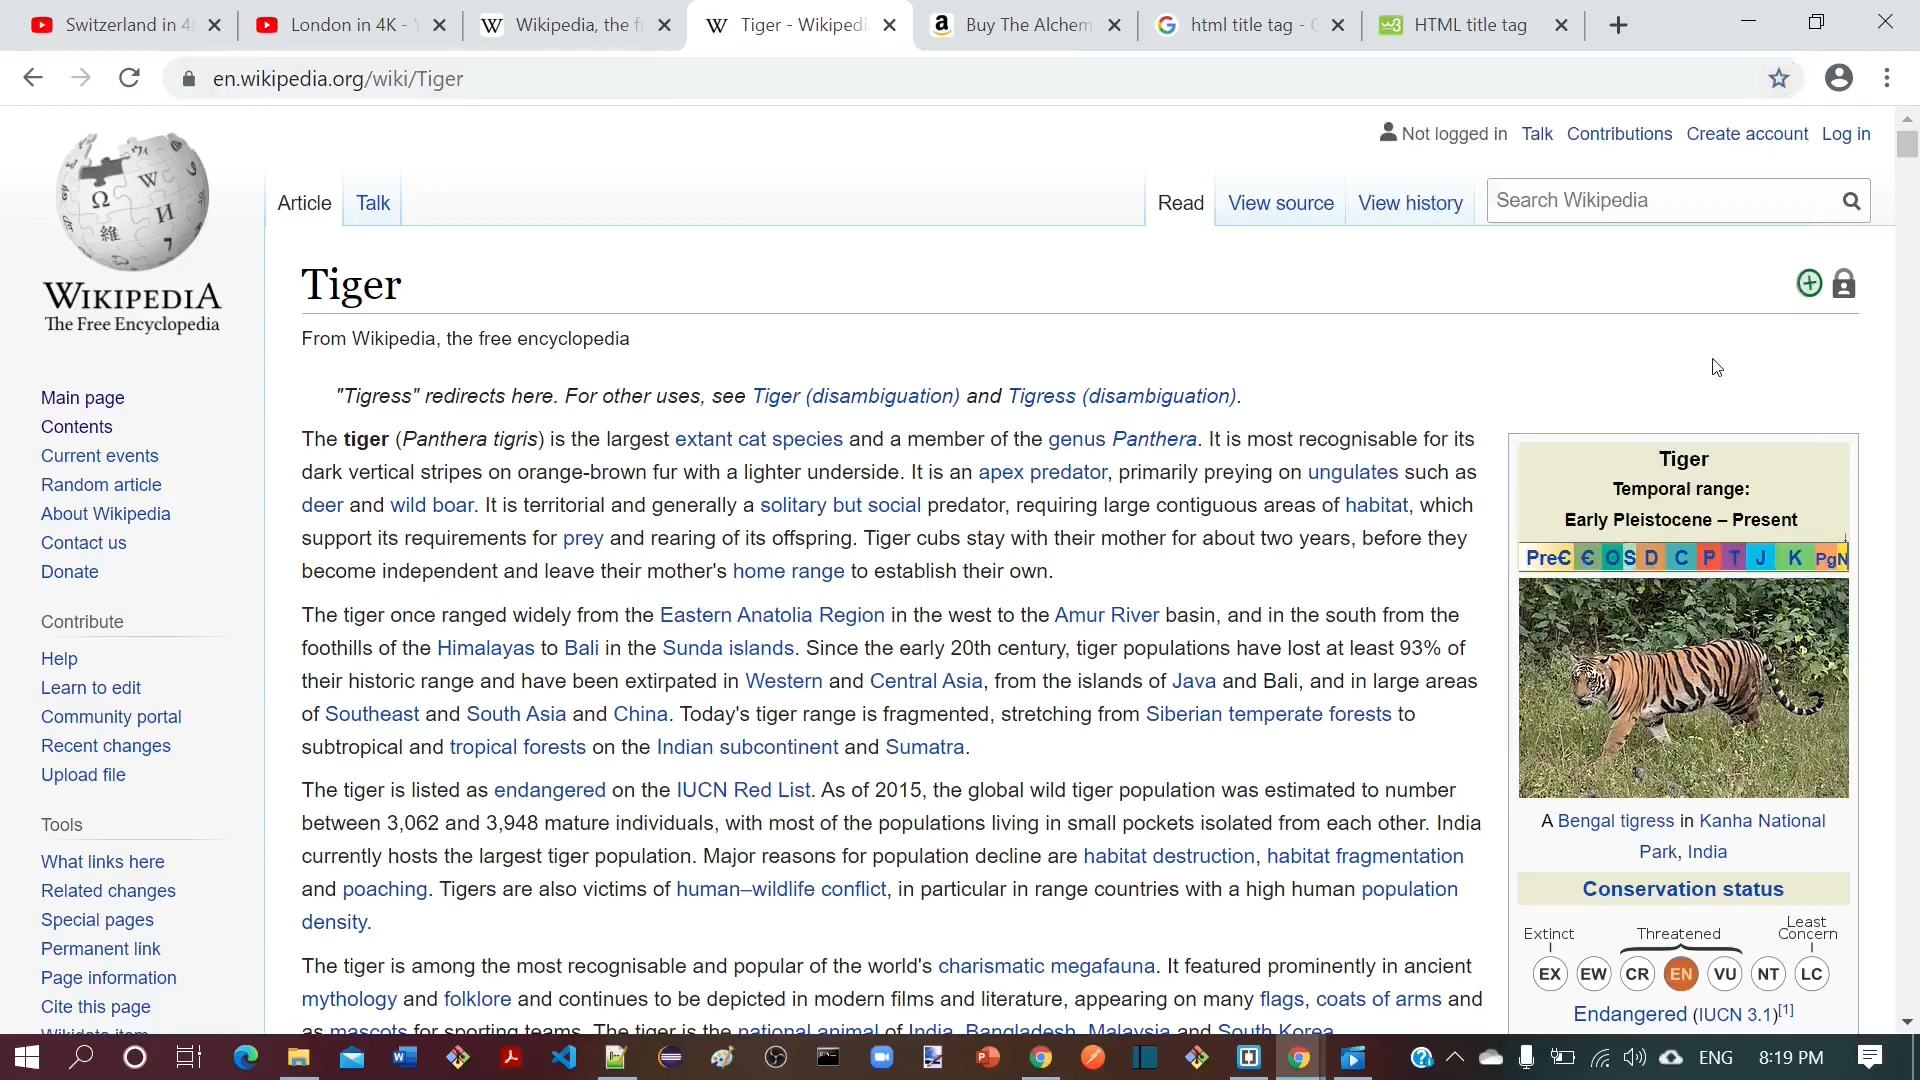 Switzerland in 4
London in 4K -
Wikipedia, the f
Tiger - Wikipedi
Buy The Alchem
html title tag -
HTML title tag
en.wikipedia.org/wiki/Tiger
Not logged in Talk Contributions Create account Log in
Article Talk Read View source View history Search Wikipedia
WIKIPEDIA
The Free Encyclopedia
Main page
Contents
Current events
Random article
About Wikipedia
Contact us
Donate
Contribute
Help
Learn to edit
Community portal
Recent changes
Upload file
Tools
What links here
Related changes
Special pages
Permanent link
Page information
Cite this page
Wikidata item
Tiger
From Wikipedia, the free encyclopedia
"Tigress" redirects here. For other uses, see Tiger (disambiguation) and Tigress (disambiguation).
The tiger (Panthera tigris) is the largest extant cat species and a member of the genus Panthera. It is most recognisable for its
dark vertical stripes on orange-brown fur with a lighter underside. It is an apex predator, primarily preying on ungulates such as
deer and wild boar. It is territorial and generally a solitary but social predator, requiring large contiguous areas of habitat, which
support its requirements for prey and rearing of its offspring. Tiger cubs stay with their mother for about two years, before they
become independent and leave their mother's home range to establish their own.
The tiger once ranged widely from the Eastern Anatolia Region in the west to the Amur River basin, and in the south from the
foothills of the Himalayas to Bali in the Sunda islands. Since the early 20th century, tiger populations have lost at least 93% of
their historic range and have been extirpated in Western and Central Asia, from the islands of Java and Bali, and in large areas
of Southeast and South Asia and China. Today's tiger range is fragmented, stretching from Siberian temperate forests to
subtropical and tropical forests on the Indian subcontinent and Sumatra.
The tiger is listed as endangered on the IUCN Red List. As of 2015, the global wild tiger population was estimated to number
between 3,062 and 3,948 mature individuals, with most of the populations living in small pockets isolated from each other. India
currently hosts the largest tiger population. Major reasons for population decline are habitat destruction, habitat fragmentation
and poaching. Tigers are also victims of human–wildlife conflict, in particular in range countries with a high human population
density.
The tiger is among the most recognisable and popular of the world's charismatic megafauna. It featured prominently in ancient
mythology and folklore and continues to be depicted in modern films and literature, appearing on many flags, coats of arms and
as mascots for sporting teams. The tiger is the national animal of India, Bangladesh, Malaysia and South Korea.
Tiger
Temporal range:
Early Pleistocene – Present
PreꞒ Ꞓ O S D C P T J K PgN
A Bengal tigress in Kanha National
Park, India
Conservation status
Extinct Threatened Least
Concern
EX EW CR EN VU NT LC
Endangered (IUCN 3.1)[1]
ENG 8:19 PM